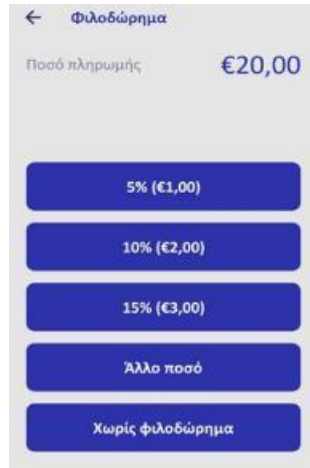 ← Φιλοδώρημα
Ποσό πληρωμής €20,00
5% (€1,00)
10% (€2,00)
15% (€3,00)
Άλλο ποσό
Χωρίς φιλοδώρημα